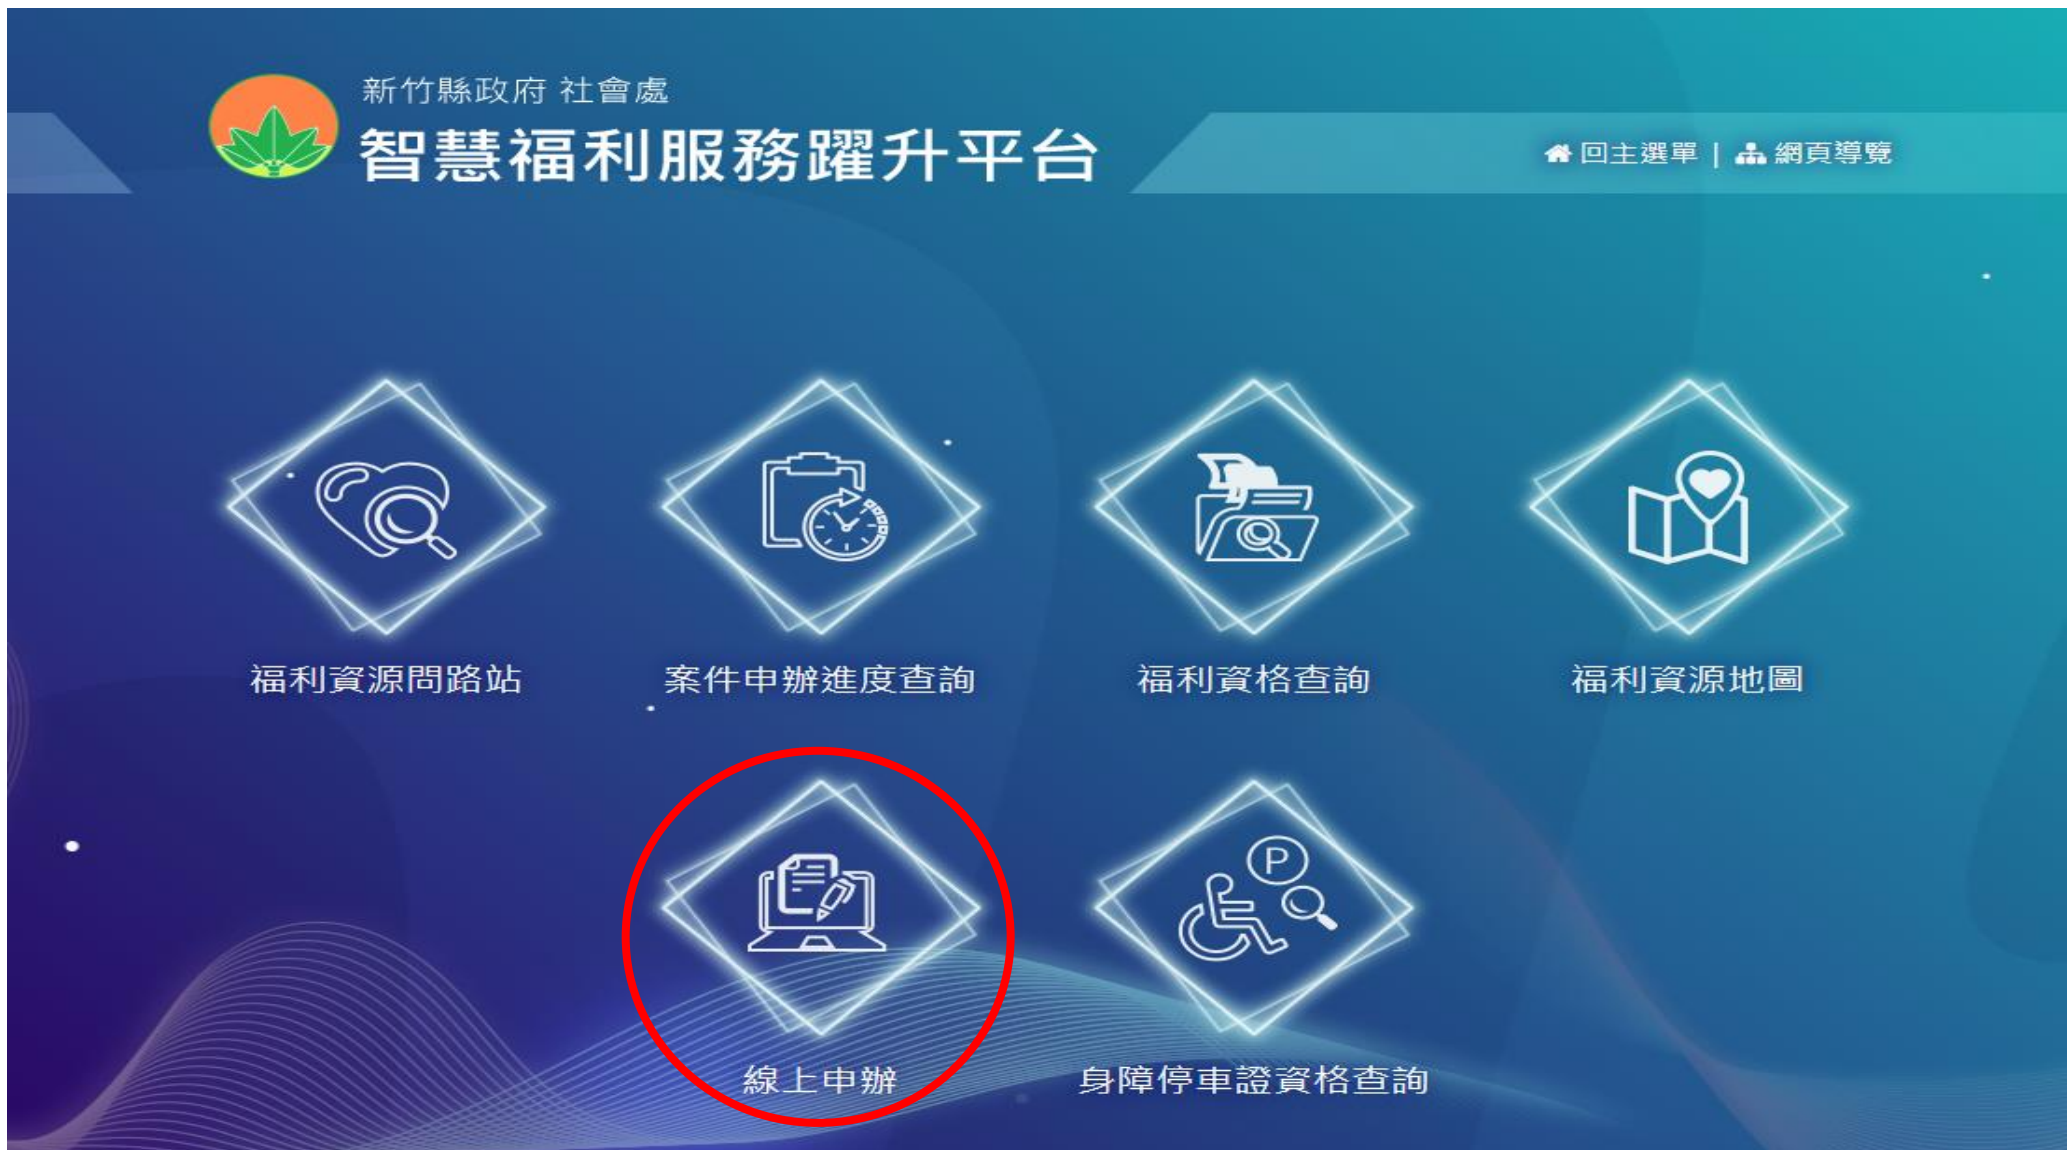 新竹縣政府 社會處
智慧福利服務躍升平台
回主選單 | 網頁導覽
福利資源問路站
案件申辦進度查詢
福利資格查詢
福利資源地圖
P
線上申辦
身障停車證資格查詢